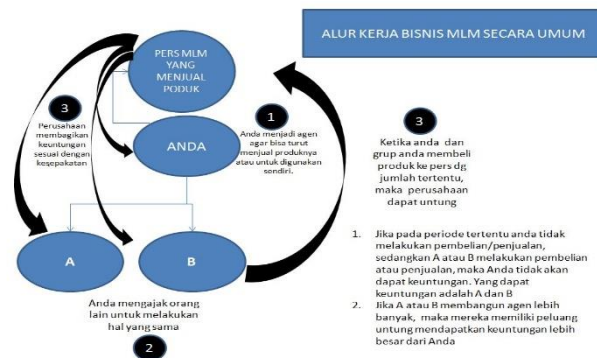 ALUR KERJA BISNIS MLM SECARA UMUM
PERS MLM
YANG
MENJUAL
PODUK
3
Perusahaan
membagikan
keuntungan
sesuai dengan
kesepakatan
1
Anda menjadi agen
agar bisa turut
menjual produknya
atau untuk digunakan
sendiri.
ANDA
A
B
Anda mengajak orang
lain untuk melakukan
hal yang sama
2
3
Ketika anda dan
grup anda membeli
produk ke pers dg
jumlah tertentu,
maka perusahaan
dapat untung
1. Jika pada periode tertentu anda tidak
melakukan pembelian/penjualan,
sedangkan A atau B melakukan pembelian
atau penjualan, maka Anda tidak akan
dapat keuntungan. Yang dapat
keuntungan adalah A dan B
2. Jika A atau B membangun agen lebih
banyak, maka mereka memiliki peluang
untung mendapatkan keuntungan lebih
besar dari Anda